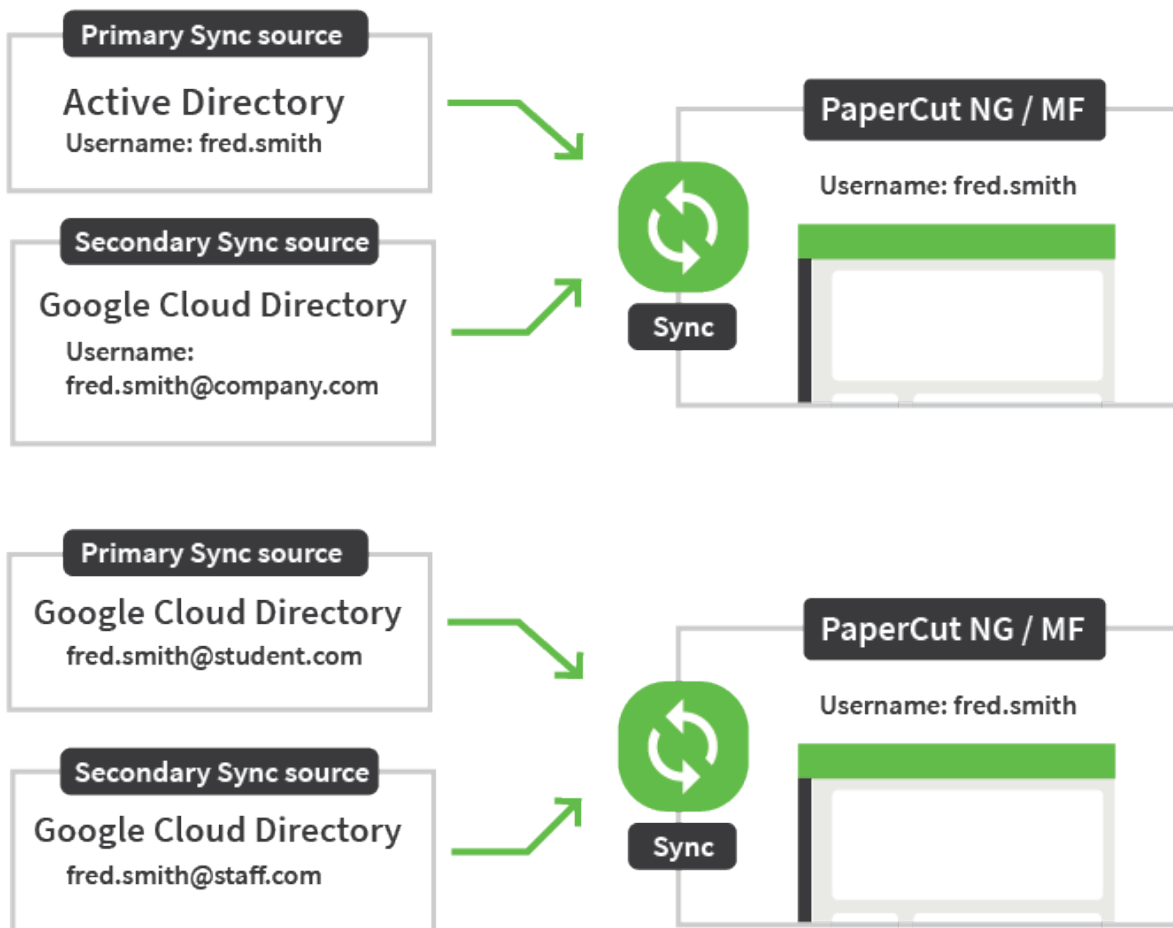 Primary Sync source
Active Directory
Username: fred.smith
Secondary Sync source
Google Cloud Directory
Username:
fred.smith@company.com
PaperCut NG / MF
Username: fred.smith
Sync
Primary Sync source
Google Cloud Directory
fred.smith@student.com
Secondary Sync source
Google Cloud Directory
fred.smith@staff.com
PaperCut NG / MF
Username: fred.smith
Sync